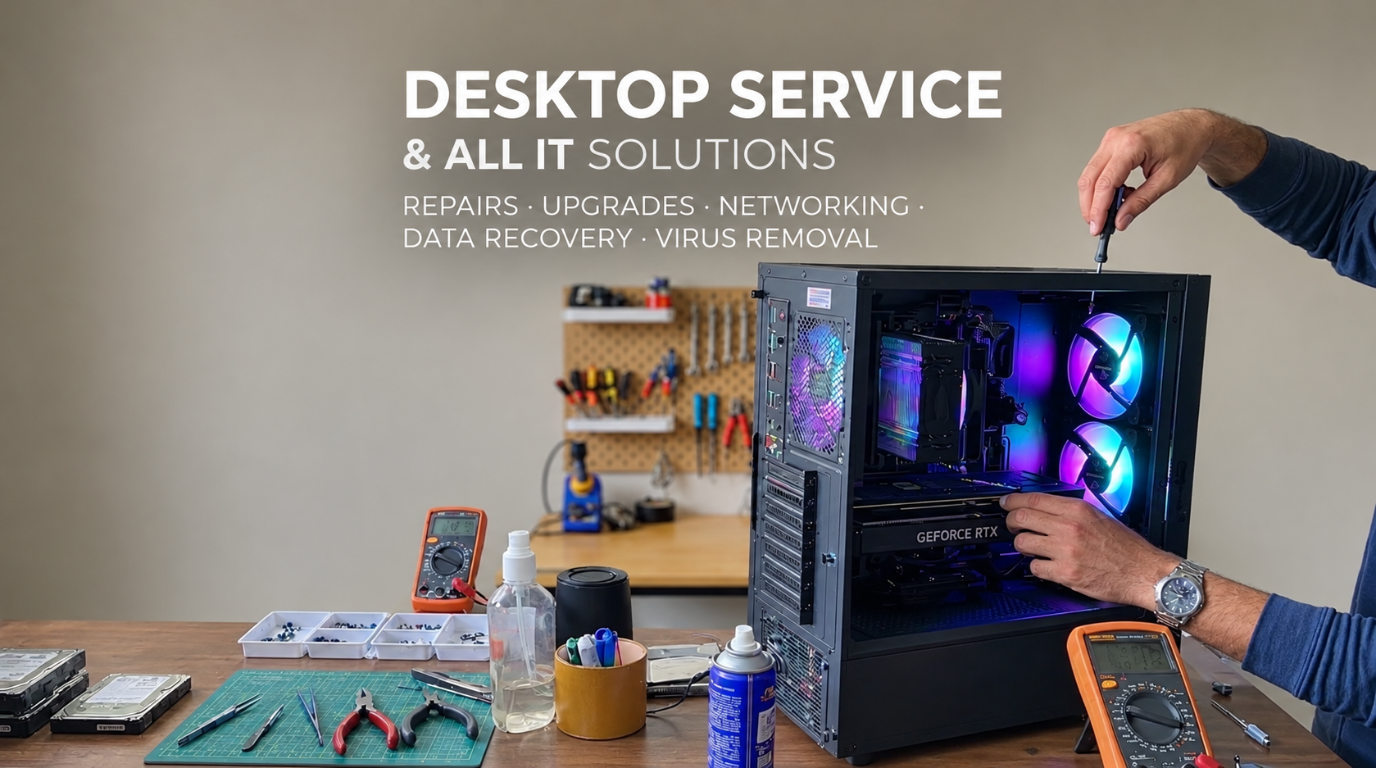 DESKTOP SERVICE
& ALL IT SOLUTIONS
REPAIRS · UPGRADES · NETWORKING ·
DATA RECOVERY · VIRUS REMOVAL
GEFORCE RTX